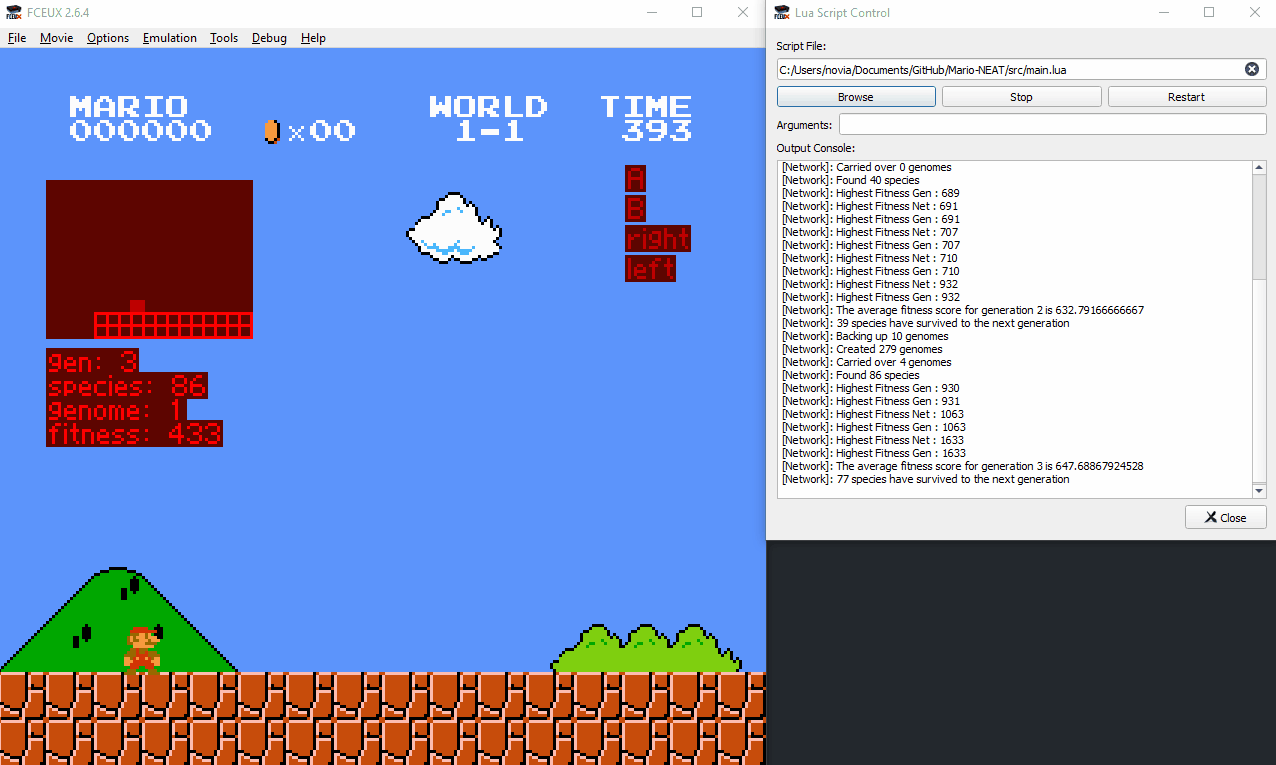 FCEUX 2.6.4
File Movie Options Emulation Tools Debug Help
MARIO WORLD TIME
000000 x00 1-1 393
A
B
right
left
gen: 3
species: 86
genome: 1
fitness: 433
Lua Script Control
Script File:
C:/Users/novia/Documents/GitHub/Mario-NEAT/src/main.lua
Browse Stop Restart
Arguments:
Output Console:
[Network]: Carried over 0 genomes
[Network]: Found 40 species
[Network]: Highest Fitness Gen : 689
[Network]: Highest Fitness Net : 691
[Network]: Highest Fitness Gen : 691
[Network]: Highest Fitness Net : 707
[Network]: Highest Fitness Gen : 707
[Network]: Highest Fitness Net : 710
[Network]: Highest Fitness Gen : 710
[Network]: Highest Fitness Net : 932
[Network]: Highest Fitness Gen : 932
[Network]: The average fitness score for generation 2 is 632.79166666667
[Network]: 39 species have survived to the next generation
[Network]: Backing up 10 genomes
[Network]: Created 279 genomes
[Network]: Carried over 4 genomes
[Network]: Found 86 species
[Network]: Highest Fitness Gen : 930
[Network]: Highest Fitness Gen : 931
[Network]: Highest Fitness Net : 1063
[Network]: Highest Fitness Gen : 1063
[Network]: Highest Fitness Net : 1633
[Network]: Highest Fitness Gen : 1633
[Network]: The average fitness score for generation 3 is 647.68867924528
[Network]: 77 species have survived to the next generation
Close